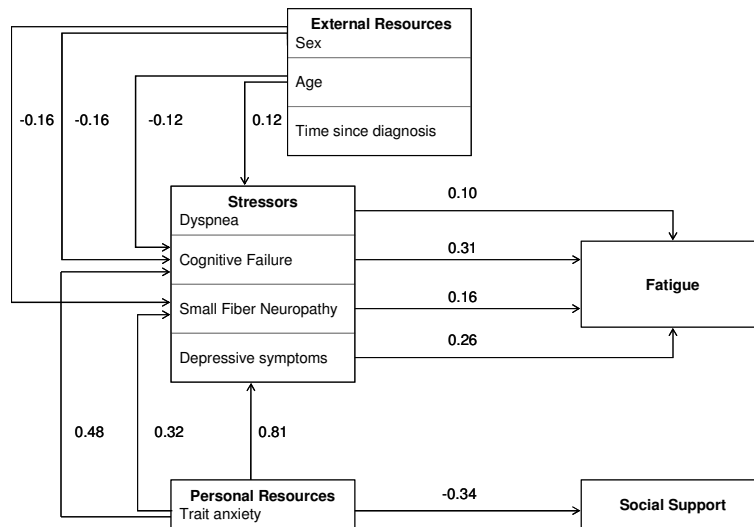 External Resources
Sex
Age
Time since diagnosis
-0.16
-0.16
-0.12
0.12
Stressors
Dyspnea
Cognitive Failure
Small Fiber Neuropathy
Depressive symptoms
0.10
0.31
0.16
0.26
Fatigue
0.48
0.32
0.81
Personal Resources
Trait anxiety
-0.34
Social Support